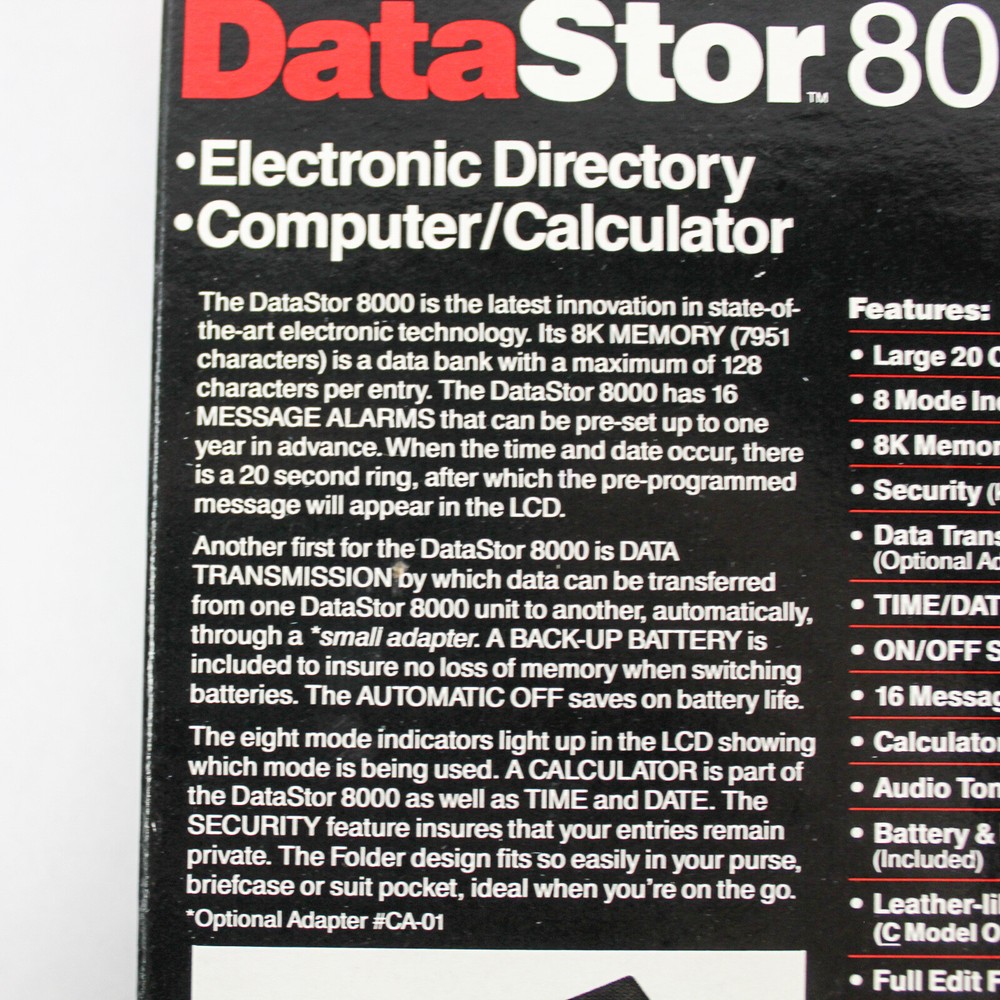 DataStor™ 80
•Electronic Directory
•Computer/Calculator
The DataStor 8000 is the latest innovation in state-of-
the-art electronic technology. Its 8K MEMORY (7951
characters) is a data bank with a maximum of 128
characters per entry. The DataStor 8000 has 16
MESSAGE ALARMS that can be pre-set up to one
year in advance. When the time and date occur, there
is a 20 second ring, after which the pre-programmed
message will appear in the LCD.
Another first for the DataStor 8000 is DATA
TRANSMISSION by which data can be transferred
from one DataStor 8000 unit to another, automatically,
through a *small adapter. A BACK-UP BATTERY is
included to insure no loss of memory when switching
batteries. The AUTOMATIC OFF saves on battery life.
The eight mode indicators light up in the LCD showing
which mode is being used. A CALCULATOR is part of
the DataStor 8000 as well as TIME and DATE. The
SECURITY feature insures that your entries remain
private. The Folder design fits so easily in your purse,
briefcase or suit pocket, ideal when you're on the go.
*Optional Adapter #CA-01
Features:
• Large 20
• 8 Mode
• 8K
• Security
• Data
(Optional
• TIME/DAT
• ON/OFF
• 16
• Calculator
• Audio
• Battery &
(Included)
• Leather-li
(C Model
• Full Edit